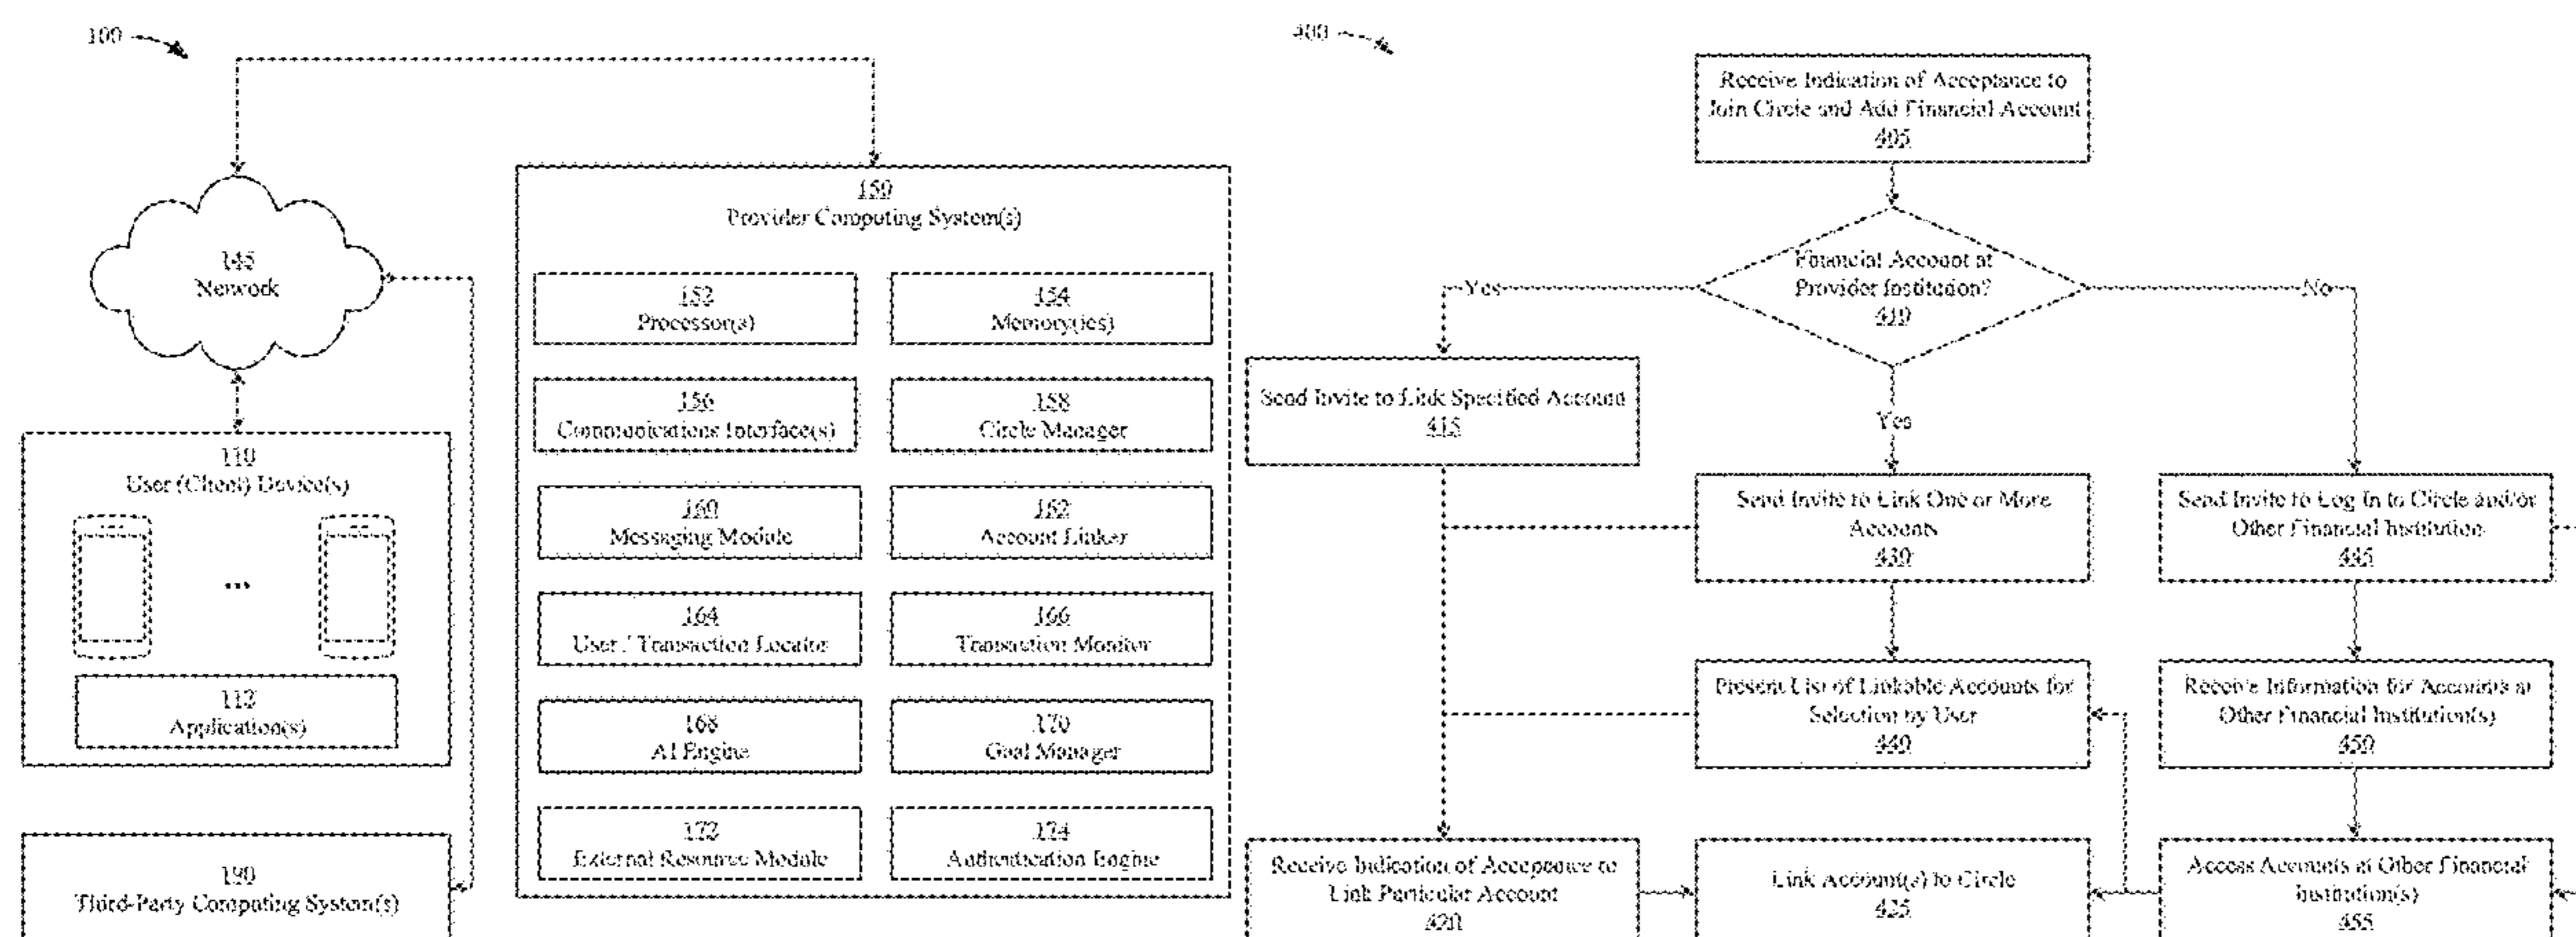 100
145
Network
110
User (Client) Device(s)
...
112
Application(s)
190
Third-Party Computing System(s)
150
Provider Computing System(s)
152
Processor(s)
154
Memory(ies)
156
Communications Interface(s)
158
Circle Manager
160
Messaging Module
162
Account Linker
164
User / Transaction Locator
166
Transaction Monitor
168
AI Engine
170
Goal Manager
172
External Resource Module
174
Authentication Engine
400
Receive Indication of Acceptance to
Join Circle and Add Financial Account
405
Financial Account at
Provider Institution?
410
Yes
Yes
No
Send Invite to Link Specified Account
415
Send Invite to Link One or More
Accounts
430
Send Invite to Log In to Circle and/or
Other Financial Institution
445
Present List of Linkable Accounts for
Selection by User
440
Receive Information for Accounts at
Other Financial Institution(s)
450
Receive Indication of Acceptance to
Link Particular Account
420
Link Account(s) to Circle
425
Access Accounts at Other Financial
Institution(s)
455